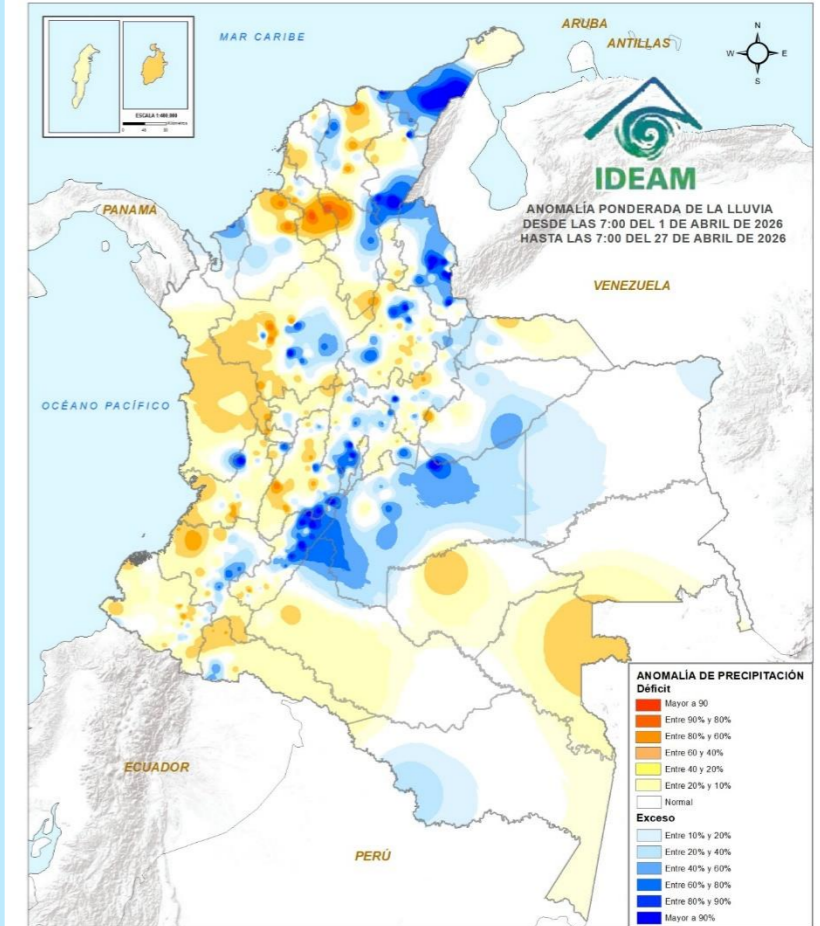 MAR CARIBE
ARUBA
ANTILLAS
N
W
E
S
ESCALA 1:400.000
IDEAM
PANAMÁ
ANOMALÍA PONDERADA DE LA LLUVIA
DESDE LAS 7:00 DEL 1 DE ABRIL DE 2026
HASTA LAS 7:00 DEL 27 DE ABRIL DE 2026
VENEZUELA
OCÉANO PACÍFICO
ECUADOR
PERÚ
ANOMALÍA DE PRECIPITACIÓN
Déficit
Mayor a 90
Entre 90% y 80%
Entre 80% y 60%
Entre 60 y 40%
Entre 40 y 20%
Entre 20% y 10%
Normal
Exceso
Entre 10% y 20%
Entre 20% y 40%
Entre 40% y 60%
Entre 60% y 80%
Entre 80% y 90%
Mayor a 90%